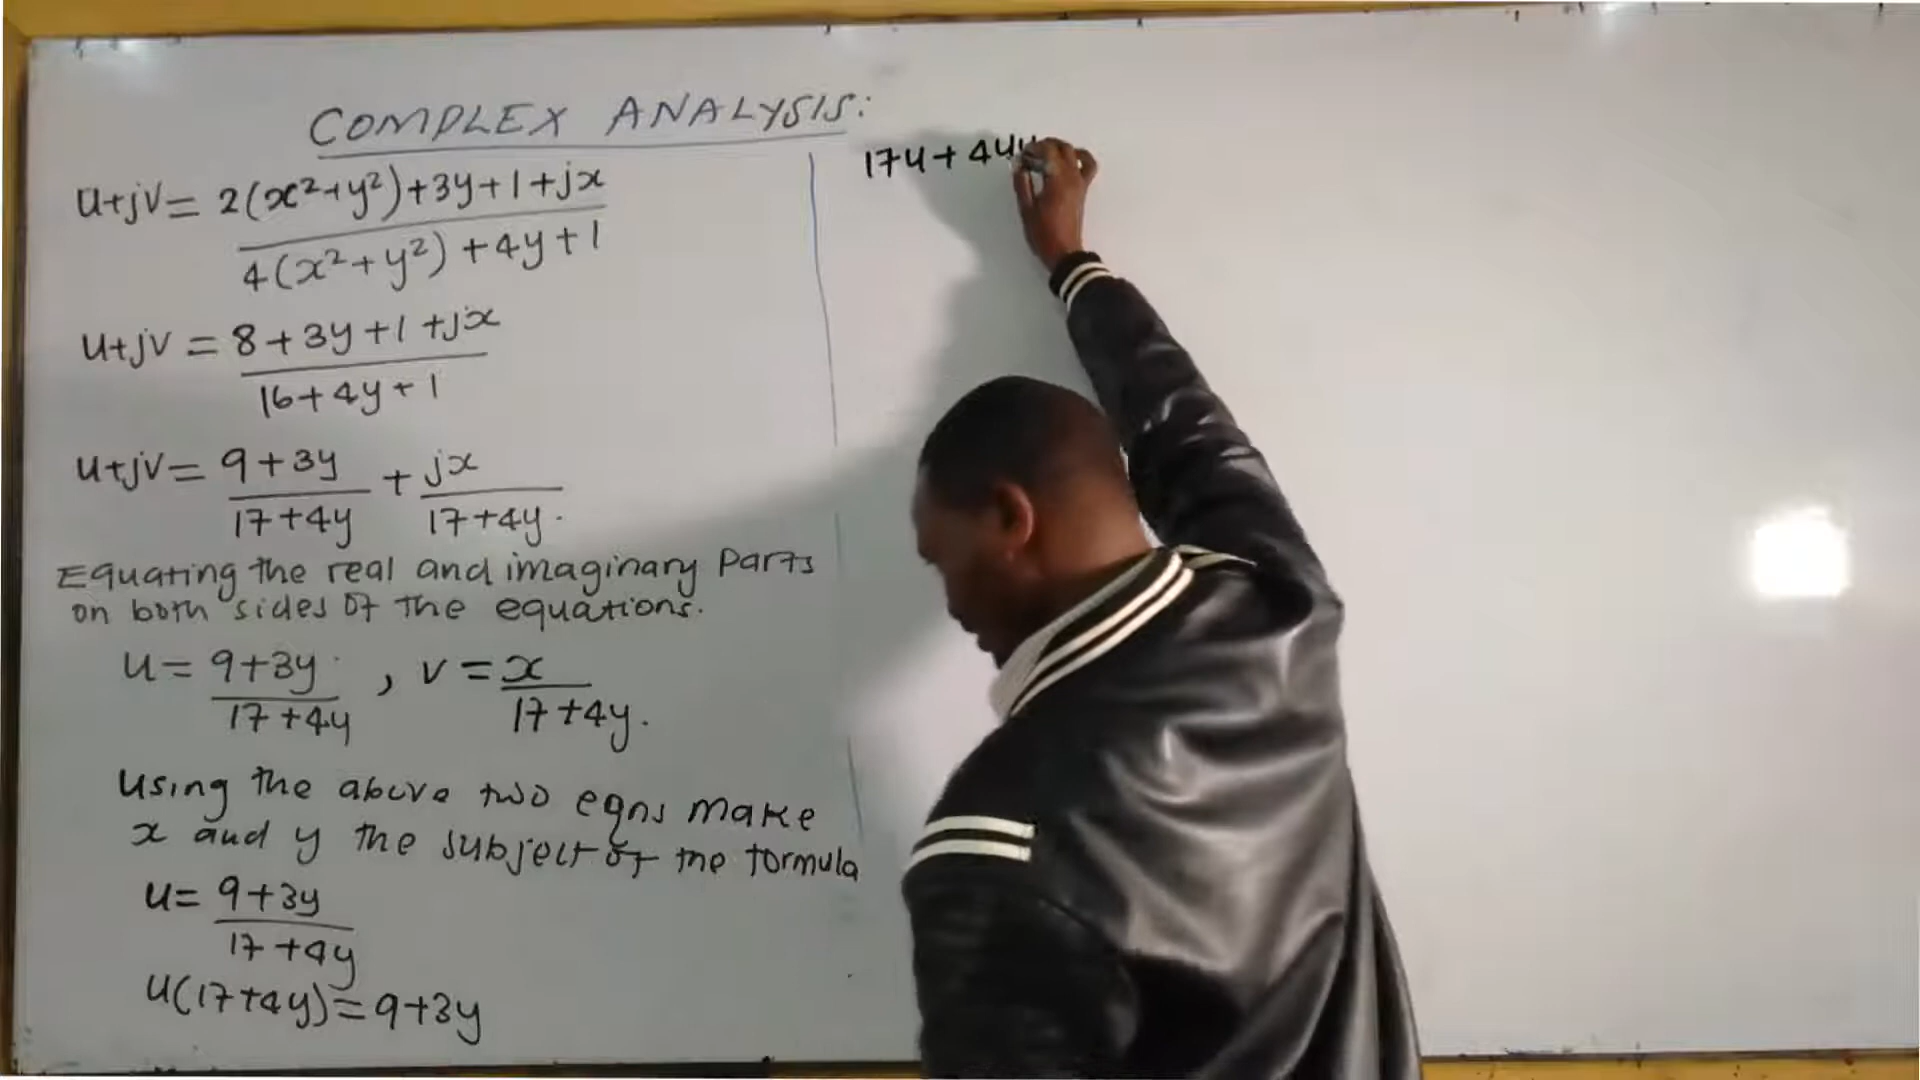 COMPLEX ANALYSIS:
u+jv= 2(x²+y²)+3y+1+jx
4(x²+y²)+4y+1
u+jv = 8+3y+1+jx
16+4y+1
u+jv= 9+3y + jx
17+4y 17+4y.
Equating the real and imaginary parts
on both sides of the equations.
u= 9+3y , v= x
17+4y 17+4y.
Using the above two eqns make
x and y the subject of the formula
u= 9+3y
17+4y
u(17+4y)=9+3y
17u+4uy